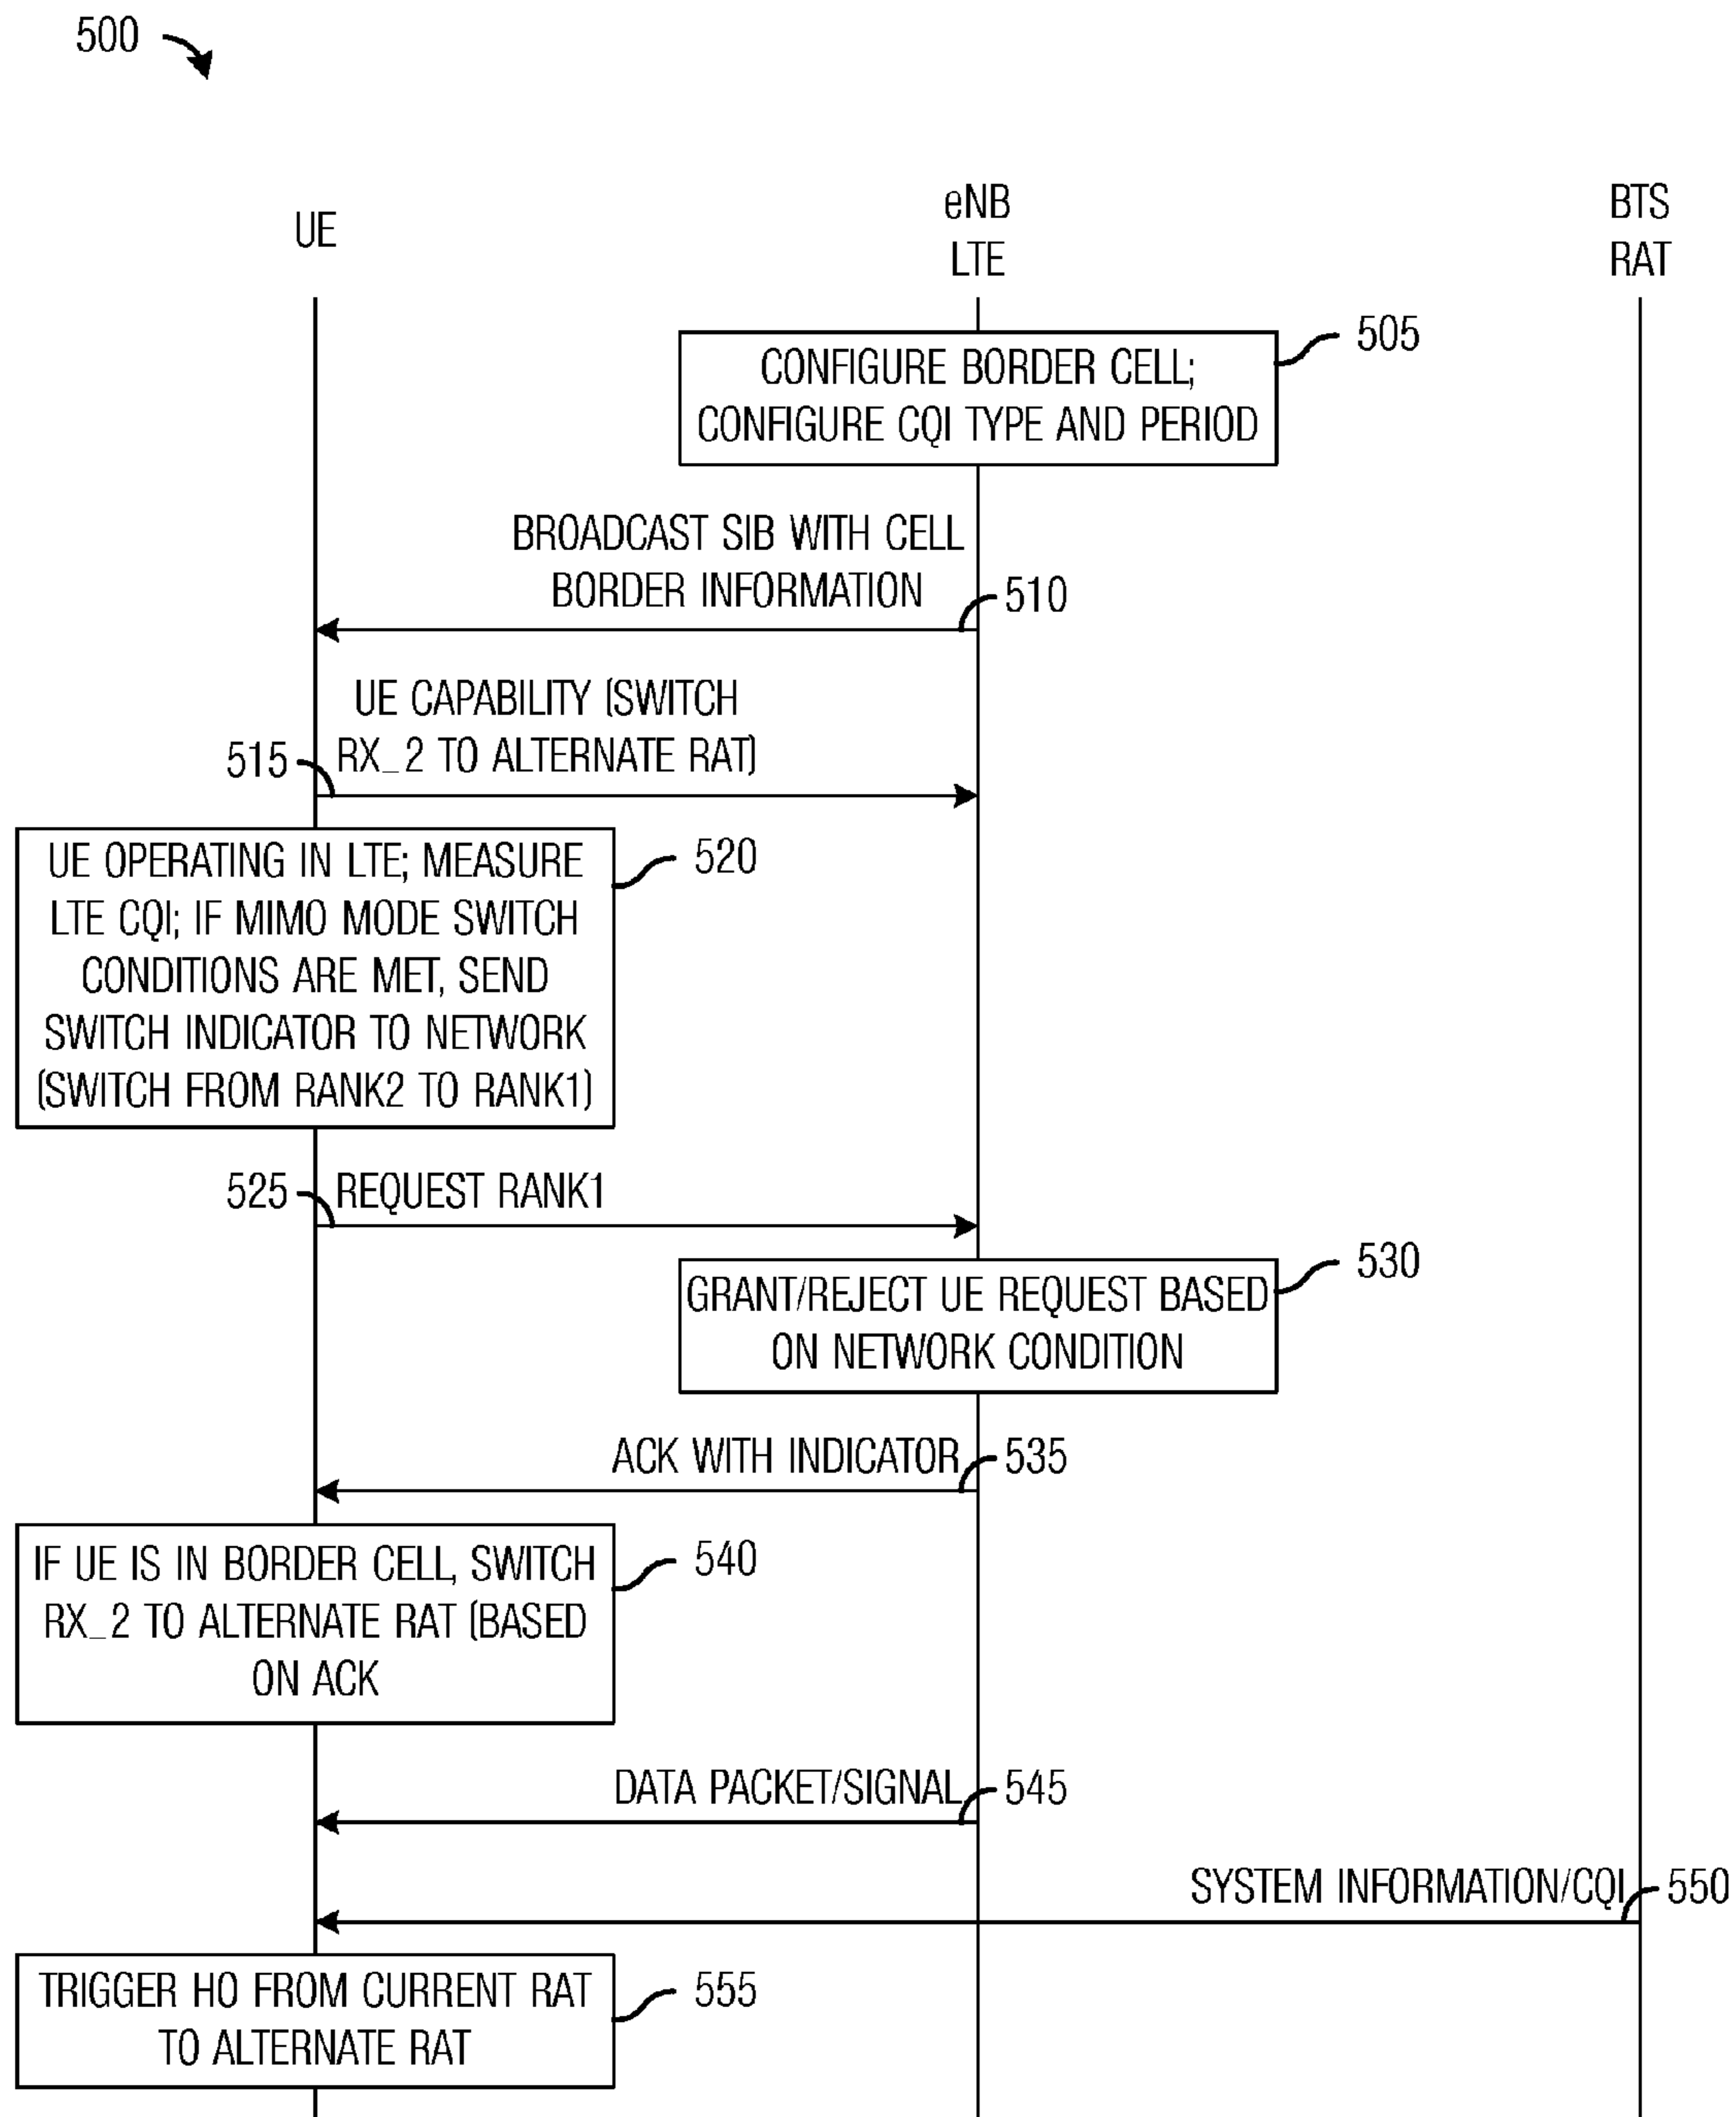 500
UE
eNB
LTE
BTS
RAT
505
CONFIGURE BORDER CELL;
CONFIGURE CQI TYPE AND PERIOD
BROADCAST SIB WITH CELL
BORDER INFORMATION
510
UE CAPABILITY (SWITCH
RX_2 TO ALTERNATE RAT)
515
UE OPERATING IN LTE; MEASURE
LTE CQI; IF MIMO MODE SWITCH
CONDITIONS ARE MET, SEND
SWITCH INDICATOR TO NETWORK
(SWITCH FROM RANK2 TO RANK1)
520
525
REQUEST RANK1
530
GRANT/REJECT UE REQUEST BASED
ON NETWORK CONDITION
ACK WITH INDICATOR
535
IF UE IS IN BORDER CELL, SWITCH
RX_2 TO ALTERNATE RAT (BASED
ON ACK
540
DATA PACKET/SIGNAL
545
SYSTEM INFORMATION/CQI
550
TRIGGER HO FROM CURRENT RAT
TO ALTERNATE RAT
555